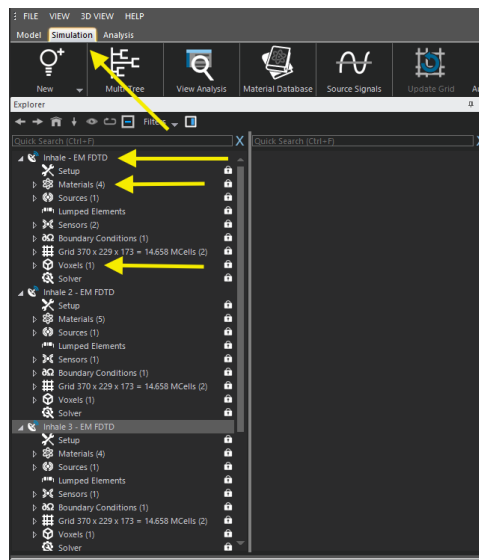 FILE VIEW 3D VIEW HELP
Model Simulation Analysis
New Multi Tree View Analysis Material Database Source Signals Update Grid
Explorer
Filters
Quick Search (Ctrl+F) X Quick Search (Ctrl+F) X
Inhale - EM FDTD
Setup
Materials (4)
Sources (1)
Lumped Elements
Sensors (2)
Boundary Conditions (1)
Grid 370 x 229 x 173 = 14.658 MCells (2)
Voxels (1)
Solver
Inhale 2 - EM FDTD
Setup
Materials (5)
Sources (1)
Lumped Elements
Sensors (1)
Boundary Conditions (1)
Grid 370 x 229 x 173 = 14.658 MCells (2)
Voxels (1)
Solver
Inhale 3 - EM FDTD
Setup
Materials (4)
Sources (1)
Lumped Elements
Sensors (1)
Boundary Conditions (1)
Grid 370 x 229 x 173 = 14.658 MCells (2)
Voxels (1)
Solver